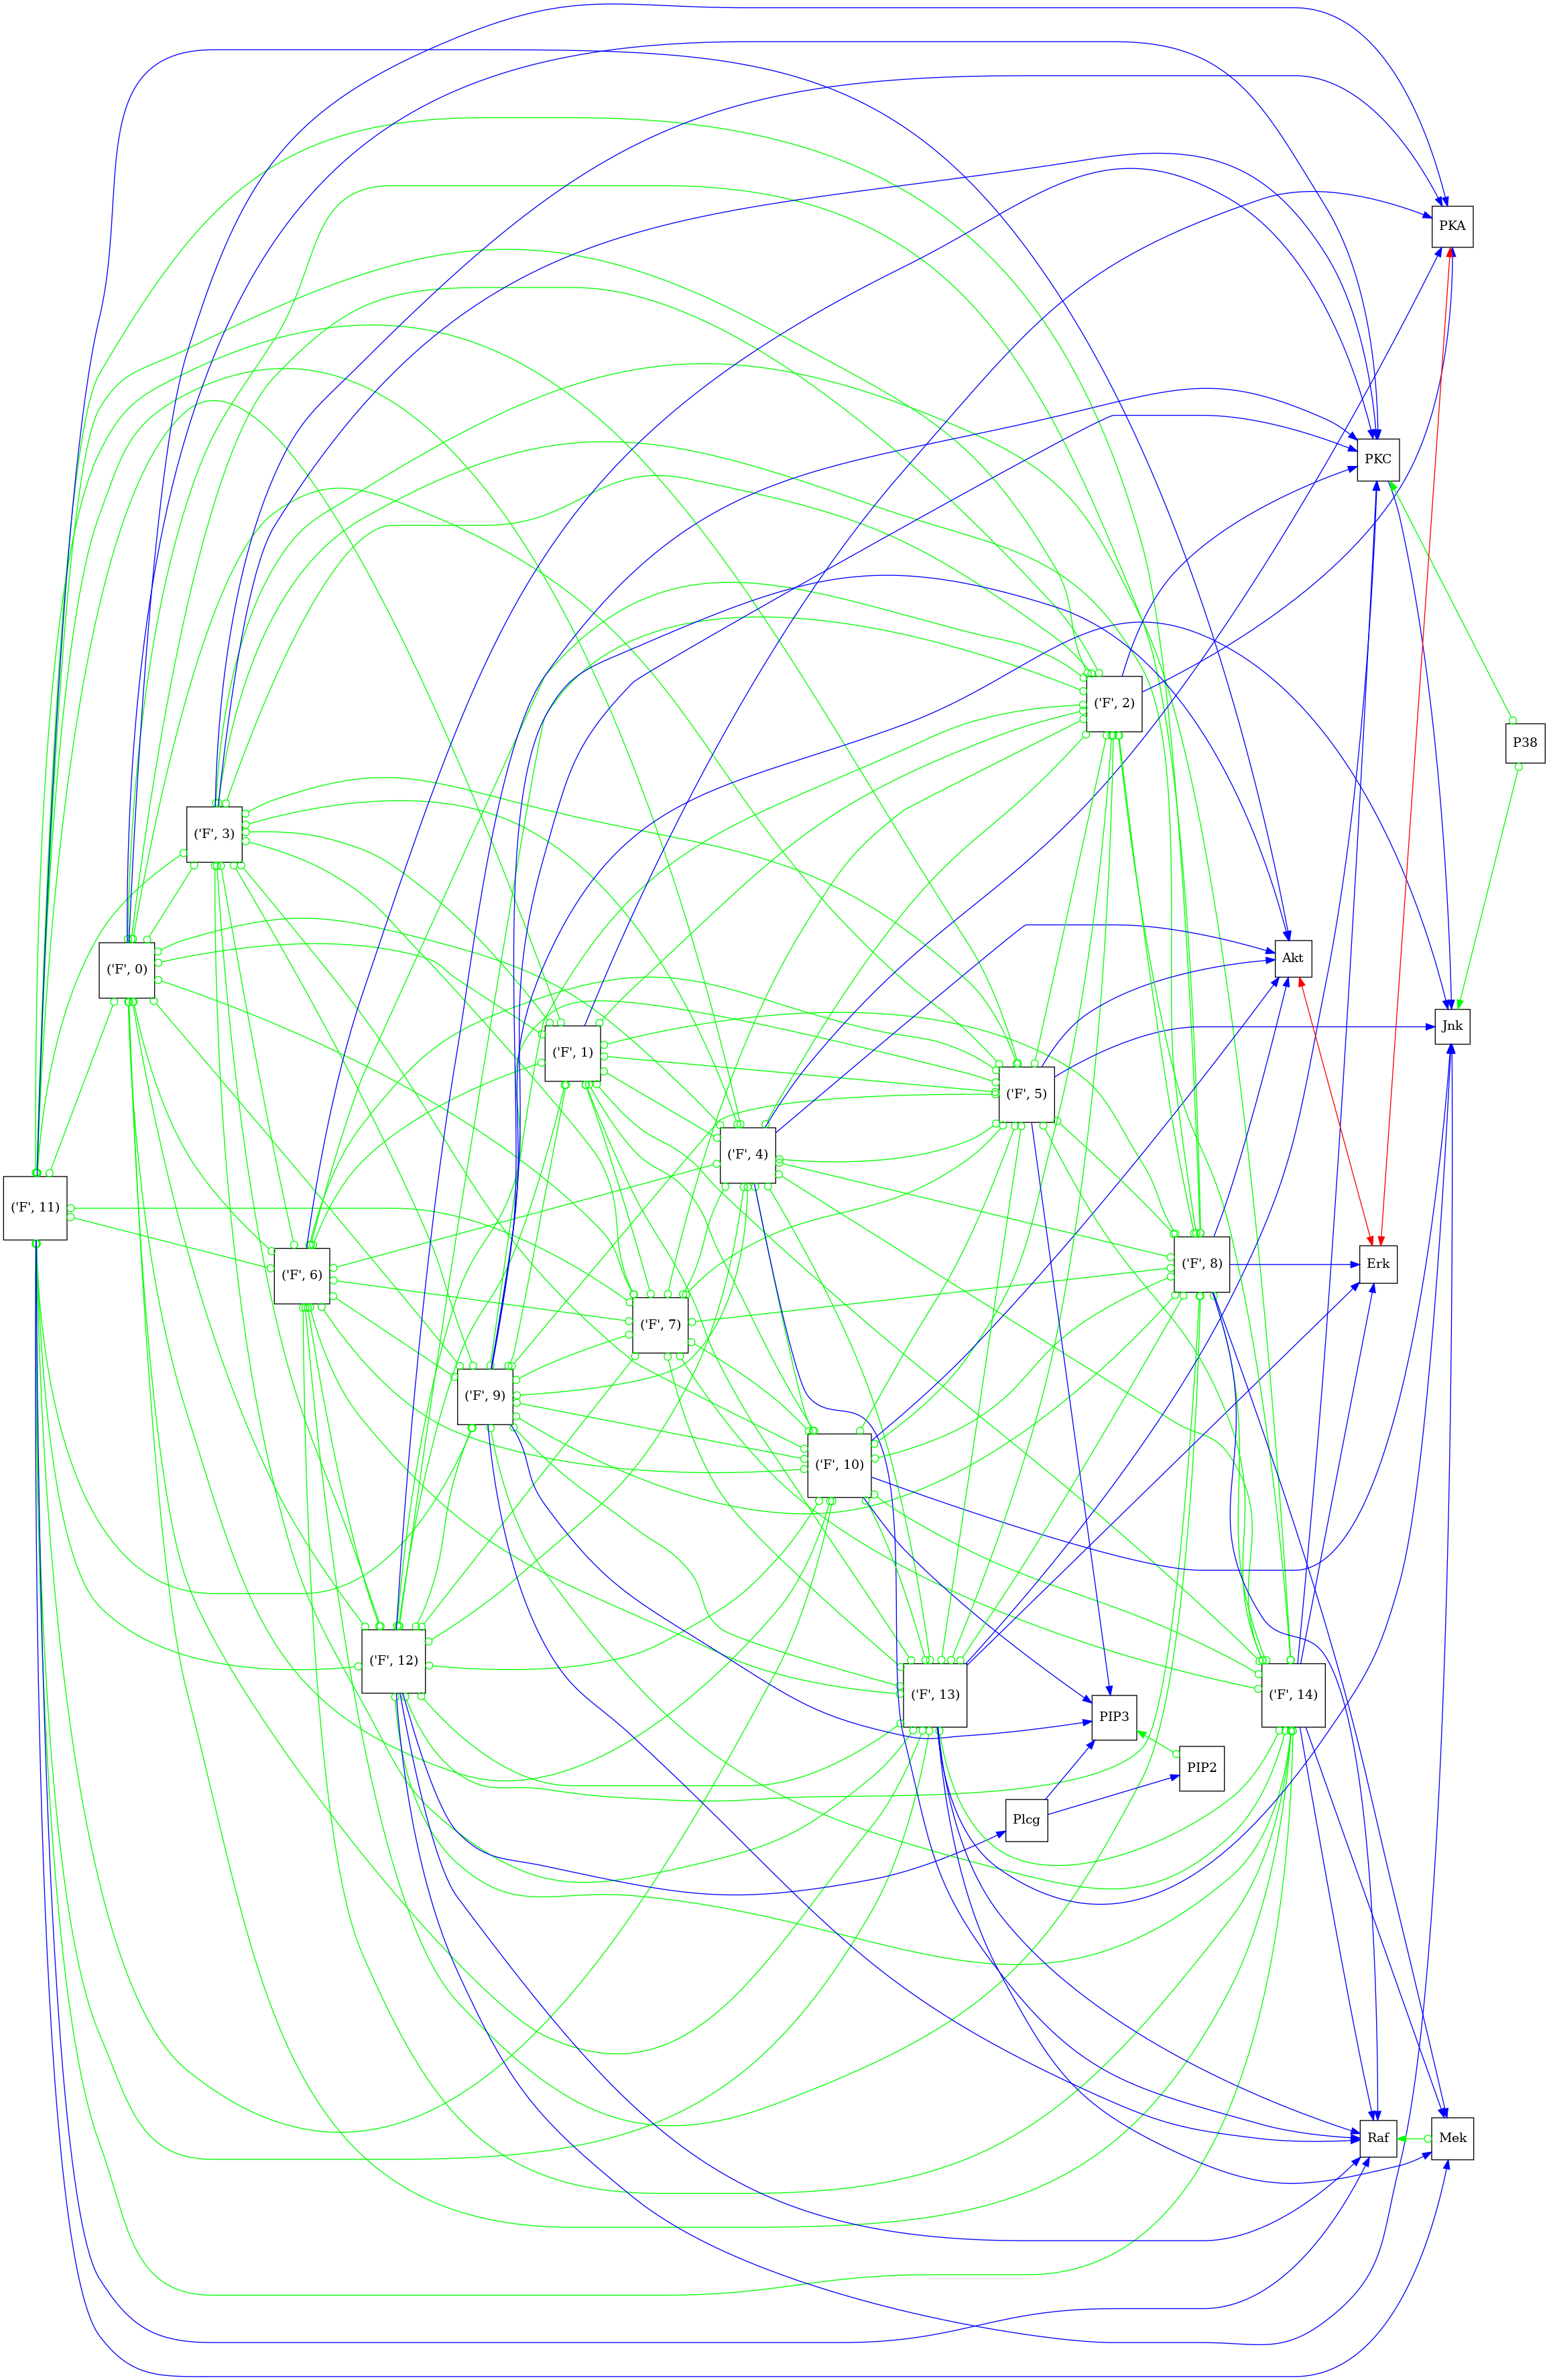 PKA
PKC
('F', 2)
P38
('F', 3)
('F', 0)
Akt
Jnk
('F', 1)
('F', 5)
('F', 4)
('F', 11)
('F', 8)
Erk
('F', 6)
('F', 7)
('F', 9)
('F', 10)
('F', 12)
('F', 13)
('F', 14)
PIP3
PIP2
Plcg
Raf
Mek